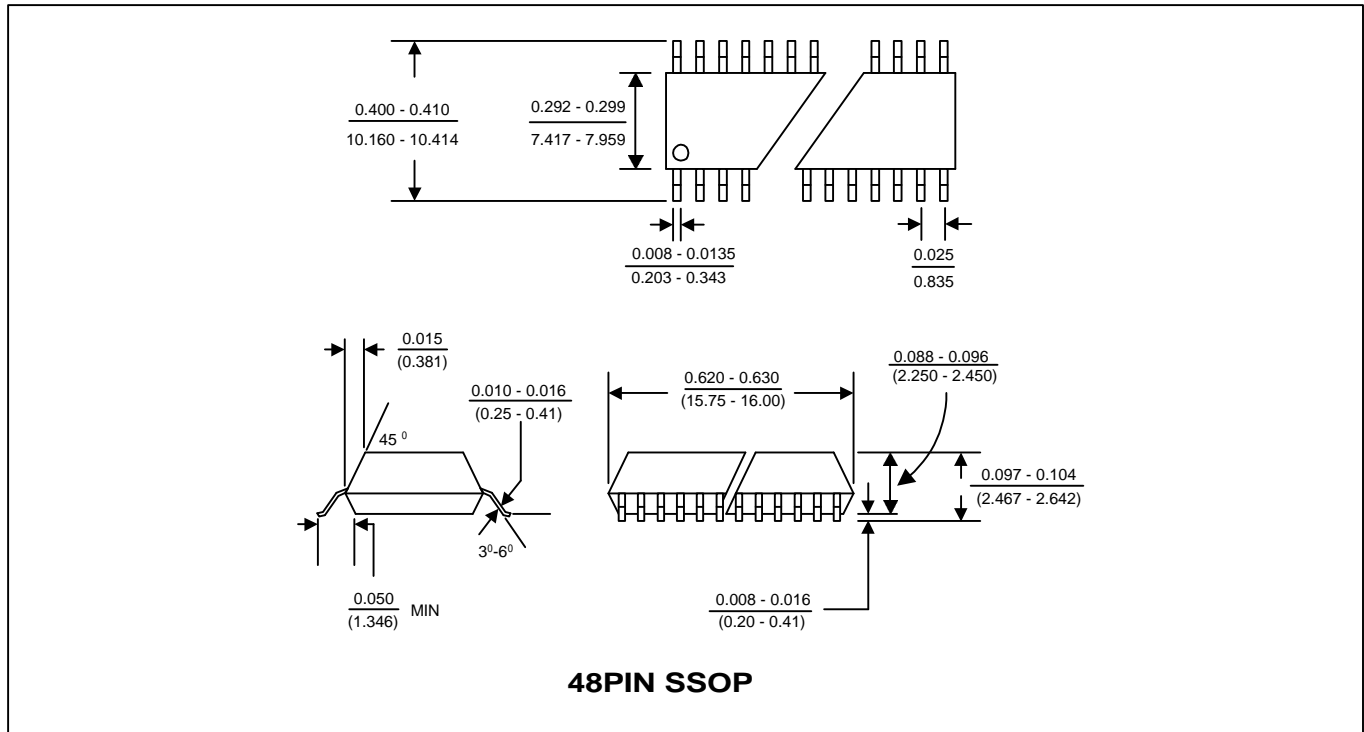 0.400 - 0.410
10.160 - 10.414
0.292 - 0.299
7.417 - 7.959
0.008 - 0.0135
0.203 - 0.343
0.025
0.835
0.015
(0.381)
0.010 - 0.016
(0.25 - 0.41)
45 ⁰
3⁰-6⁰
0.050
(1.346)
MIN
0.620 - 0.630
(15.75 - 16.00)
0.088 - 0.096
(2.250 - 2.450)
0.097 - 0.104
(2.467 - 2.642)
0.008 - 0.016
(0.20 - 0.41)
48PIN SSOP